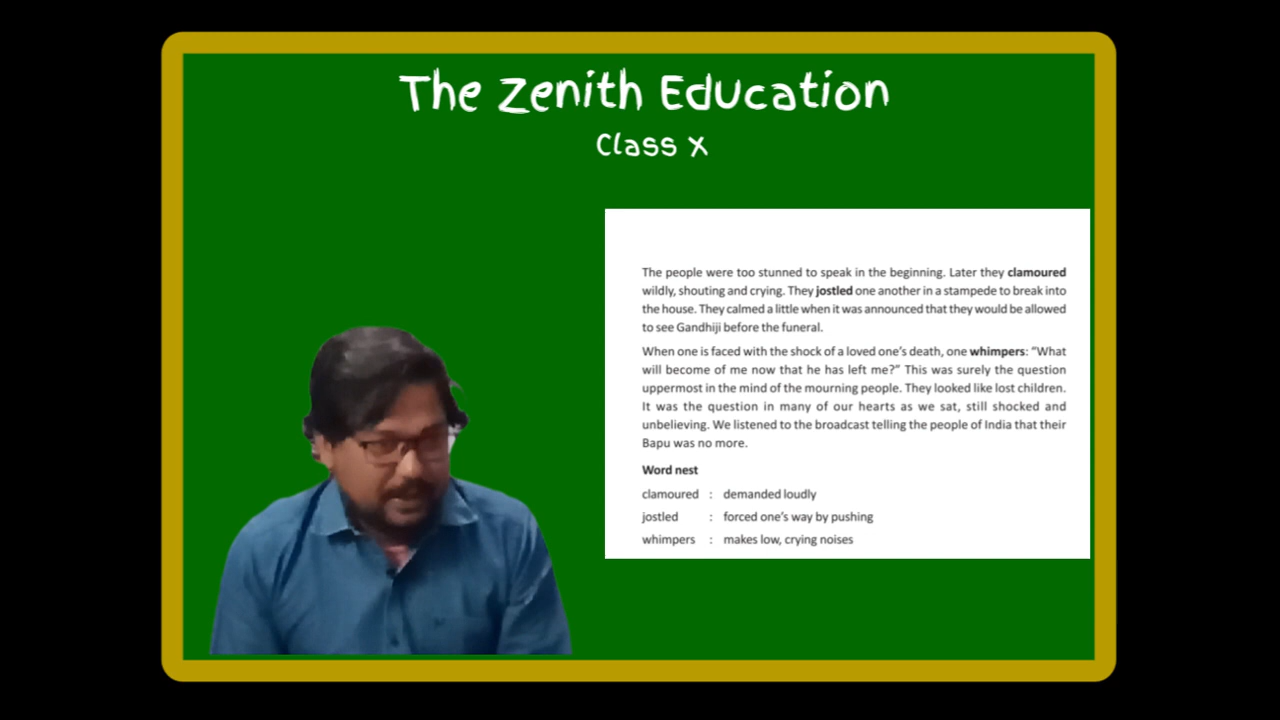 The Zenith Education
Class X
The people were too stunned to speak in the beginning. Later they clamoured
wildly, shouting and crying. They jostled one another in a stampede to break into
the house. They calmed a little when it was announced that they would be allowed
to see Gandhiji before the funeral.
When one is faced with the shock of a loved one's death, one whimpers: "What
will become of me now that he has left me?" This was surely the question
uppermost in the mind of the mourning people. They looked like lost children.
It was the question in many of our hearts as we sat, still shocked and
unbelieving. We listened to the broadcast telling the people of India that their
Bapu was no more.
Word nest
clamoured : demanded loudly
jostled : forced one's way by pushing
whimpers : makes low, crying noises